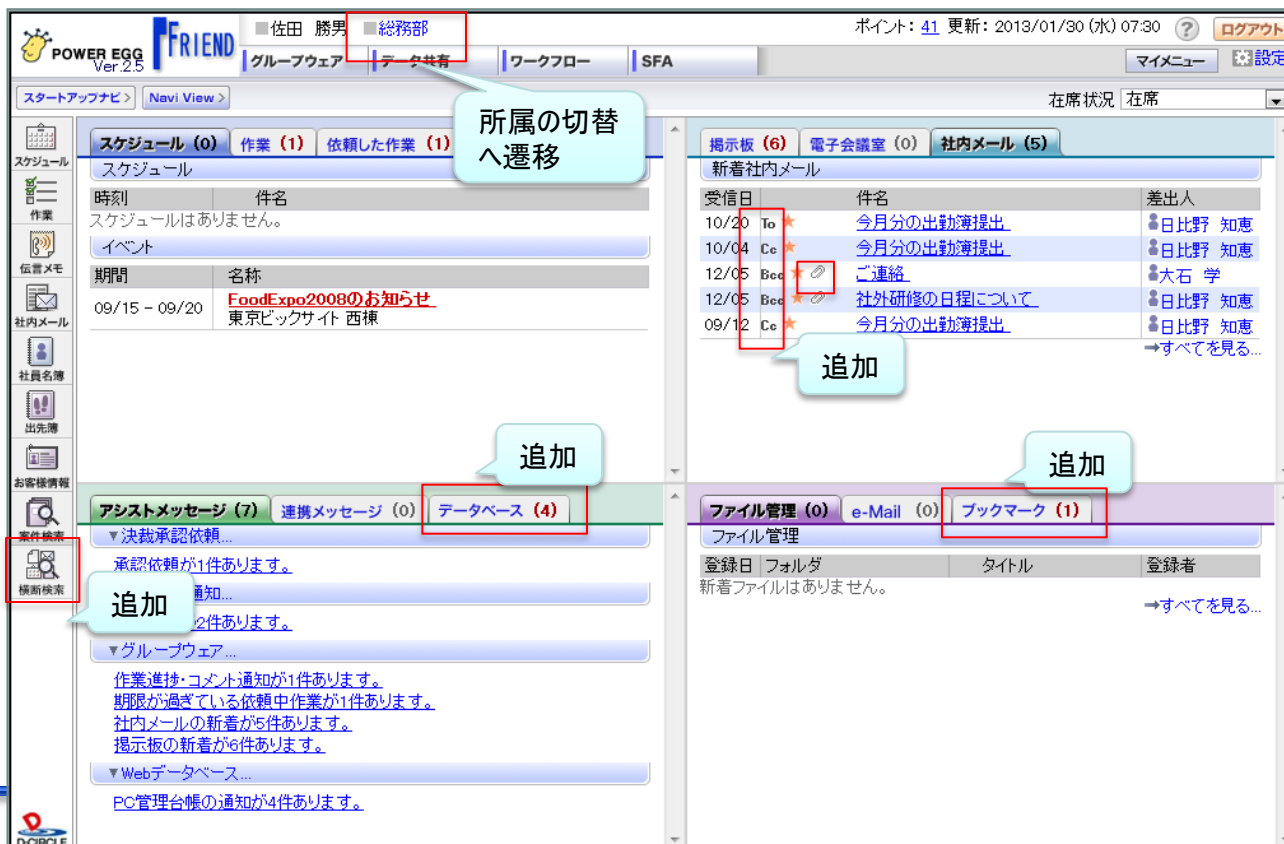 POWER EGG Ver.2.5
FRIEND
■佐田 勝男 ■総務部
ポイント: 41 更新: 2013/01/30 (水) 07:30 ? ログアウト
グループウェア データ共有 ワークフロー SFA
マイメニュー 設定
スタートアップナビ> Navi View>
在席状況 在席
所属の切替
へ遷移
スケジュール
作業
伝言メモ
社内メール
社員名簿
出先簿
お客様情報
案件検索
横断検索
追加
D-CIRCLE
スケジュール (0) 作業 (1) 依頼した作業 (1)
スケジュール
時刻 件名
スケジュールはありません。
イベント
期間 名称
09/15 - 09/20 FoodExpo2008のお知らせ
東京ビックサイト 西棟
掲示板 (6) 電子会議室 (0) 社内メール (5)
新着社内メール
受信日 件名 差出人
10/20 To ★ 今月分の出勤簿提出 日比野 知恵
10/04 Cc ★ 今月分の出勤簿提出 日比野 知恵
12/05 Bcc ★ ご連絡 大石 学
12/05 Bcc ★ 社外研修の日程について 日比野 知恵
09/12 Cc ★ 今月分の出勤簿提出 日比野 知恵
→すべてを見る...
追加
追加
アシストメッセージ (7) 連携メッセージ (0) データベース (4)
▼決裁承認依頼...
承認依頼が1件あります。
通知...
2件あります。
▼グループウェア...
作業進捗・コメント通知が1件あります。
期限が過ぎている依頼中作業が1件あります。
社内メールの新着が5件あります。
掲示板の新着が6件あります。
▼Webデータベース...
PC管理台帳の通知が4件あります。
追加
ファイル管理 (0) e-Mail (0) ブックマーク (1)
ファイル管理
登録日 フォルダ タイトル 登録者
新着ファイルはありません。
→すべてを見る...